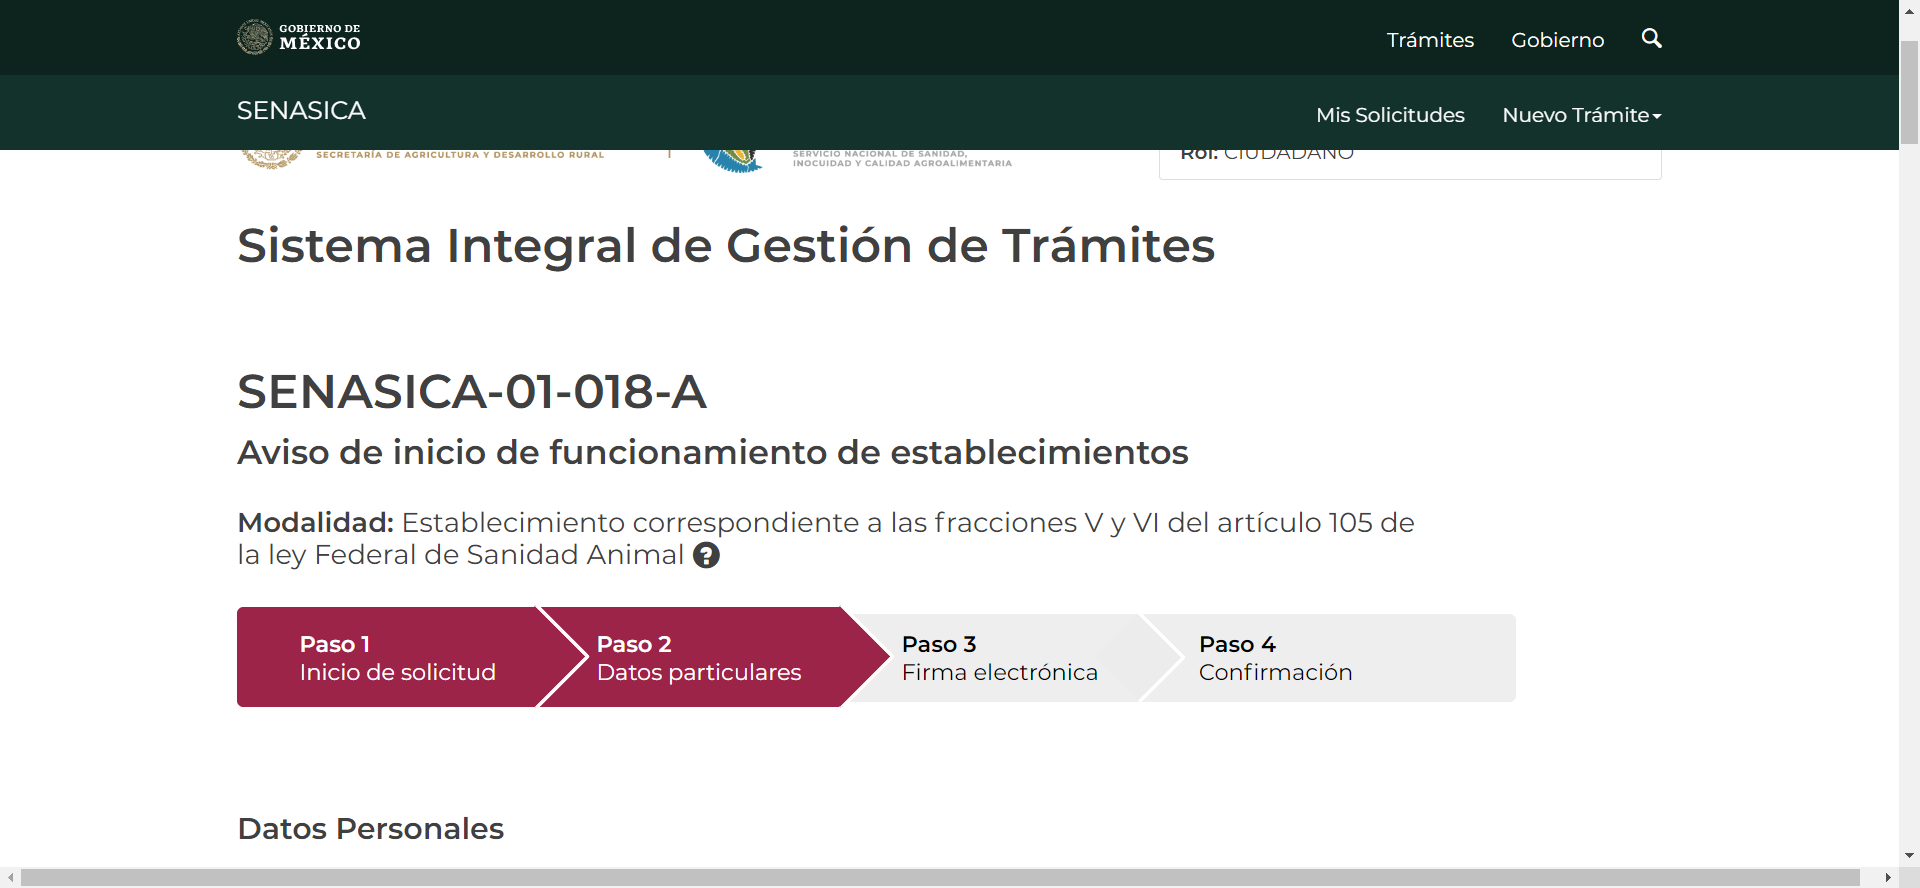 GOBIERNO DE
MÉXICO
Trámites
Gobierno
SENASICA
Mis Solicitudes
Nuevo Trámite
SECRETARÍA DE AGRICULTURA Y DESARROLLO RURAL
SERVICIO NACIONAL DE SANIDAD,
INOCUIDAD Y CALIDAD AGROALIMENTARIA
Rol: CIUDADANO
Sistema Integral de Gestión de Trámites
SENASICA-01-018-A
Aviso de inicio de funcionamiento de establecimientos
Modalidad: Establecimiento correspondiente a las fracciones V y VI del artículo 105 de
la ley Federal de Sanidad Animal ?
Paso 1
Inicio de solicitud
Paso 2
Datos particulares
Paso 3
Firma electrónica
Paso 4
Confirmación
Datos Personales